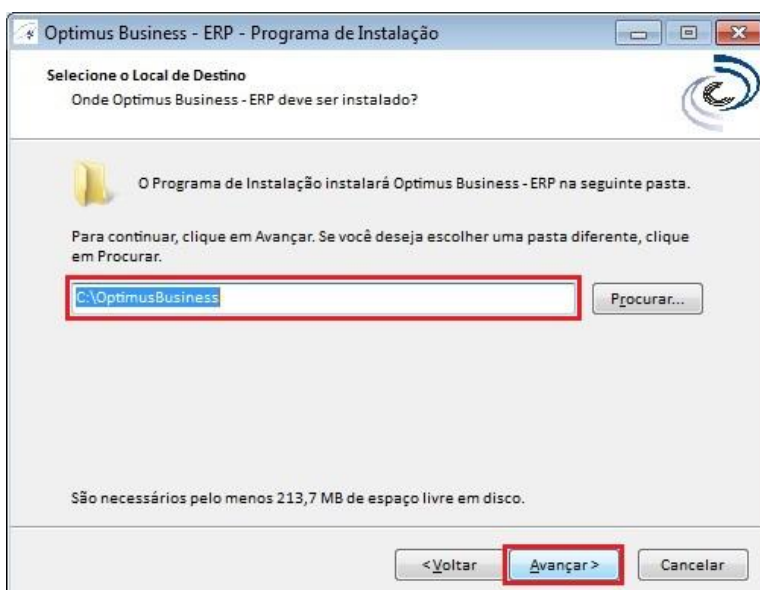 Optimus Business - ERP - Programa de Instalação
Selecione o Local de Destino
Onde Optimus Business - ERP deve ser instalado?
O Programa de Instalação instalará Optimus Business - ERP na seguinte pasta.
Para continuar, clique em Avançar. Se você deseja escolher uma pasta diferente, clique
em Procurar.
C:\OptimusBusiness
Procurar...
São necessários pelo menos 213,7 MB de espaço livre em disco.
< Voltar
Avançar >
Cancelar